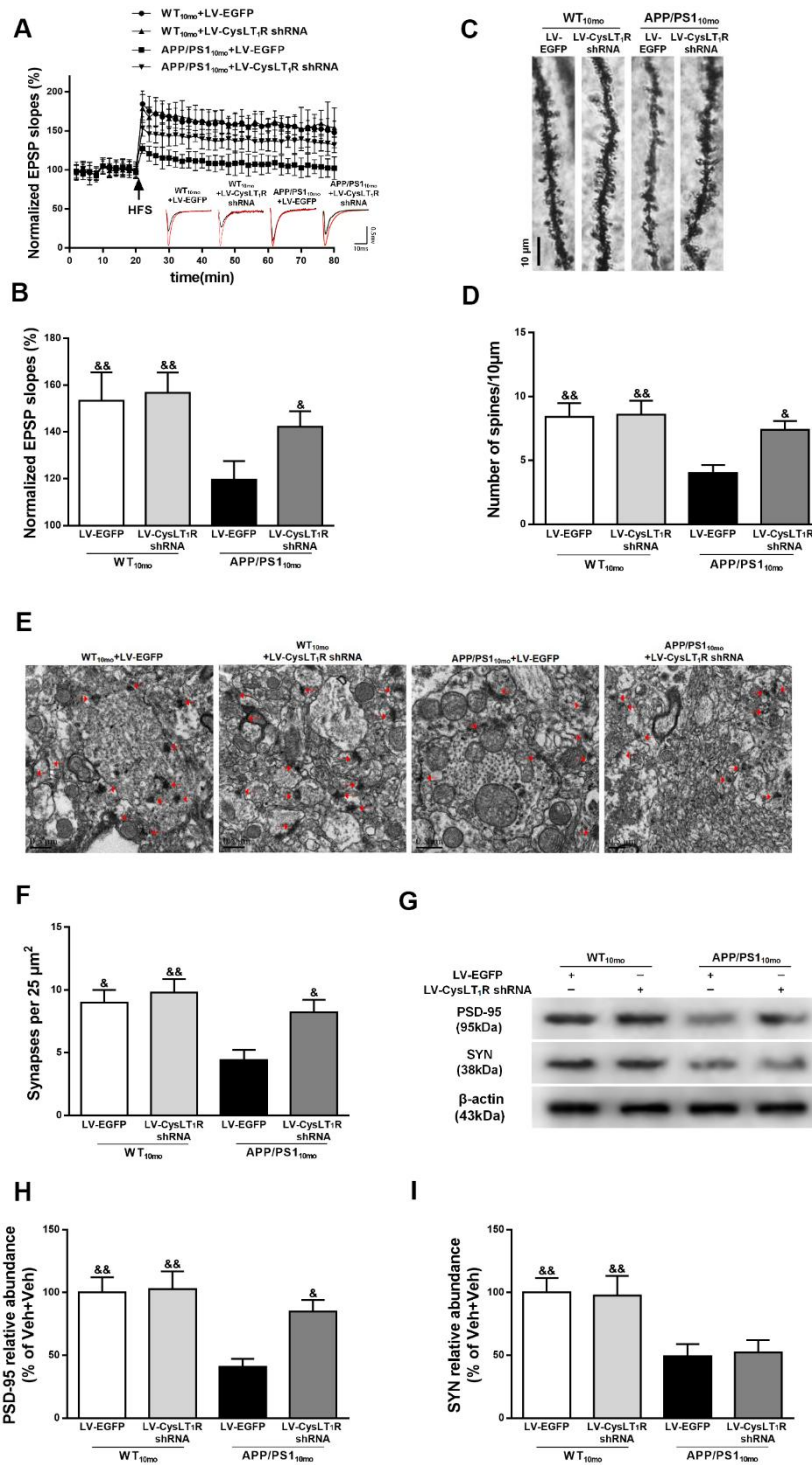 A
WT10mo+LV-EGFP
WT10mo+LV-CysLT1R shRNA
APP/PS110mo+LV-EGFP
APP/PS110mo+LV-CysLT1R shRNA
Normalized EPSP slopes (%)
200
150
100
50
0
HFS
WT10mo
+LV-EGFP
WT10mo
+LV-CysLT1R
shRNA
APP/PS110mo
+LV-EGFP
APP/PS110mo
+LV-CysLT1R
shRNA
0.5mv
10ms
0 10 20 30 40 50 60 70 80
time(min)
C
WT10mo APP/PS110mo
LV-EGFP LV-CysLT1R shRNA LV-EGFP LV-CysLT1R shRNA
10 µm
B
Normalized EPSP slopes (%)
180
160
140
120
100
&& && &
LV-EGFP LV-CysLT1R shRNA LV-EGFP LV-CysLT1R shRNA
WT10mo APP/PS110mo
D
Number of spines/10µm
15
10
5
0
&& && &
LV-EGFP LV-CysLT1R shRNA LV-EGFP LV-CysLT1R shRNA
WT10mo APP/PS110mo
E
WT10mo+LV-EGFP
WT10mo
+LV-CysLT1R shRNA
APP/PS110mo+LV-EGFP
APP/PS110mo
+LV-CysLT1R shRNA
F
Synapses per 25 µm2
15
10
5
0
& && &
LV-EGFP LV-CysLT1R shRNA LV-EGFP LV-CysLT1R shRNA
WT10mo APP/PS110mo
G
WT10mo APP/PS110mo
LV-EGFP + – + –
LV-CysLT1R shRNA – + – +
PSD-95
(95kDa)
SYN
(38kDa)
β-actin
(43kDa)
H
PSD-95 relative abundance
(% of Veh+Veh)
150
100
50
0
&& && &
LV-EGFP LV-CysLT1R shRNA LV-EGFP LV-CysLT1R shRNA
WT10mo APP/PS110mo
I
SYN relative abundance
(% of Veh+Veh)
150
100
50
0
&& &&
LV-EGFP LV-CysLT1R shRNA LV-EGFP LV-CysLT1R shRNA
WT10mo APP/PS110mo